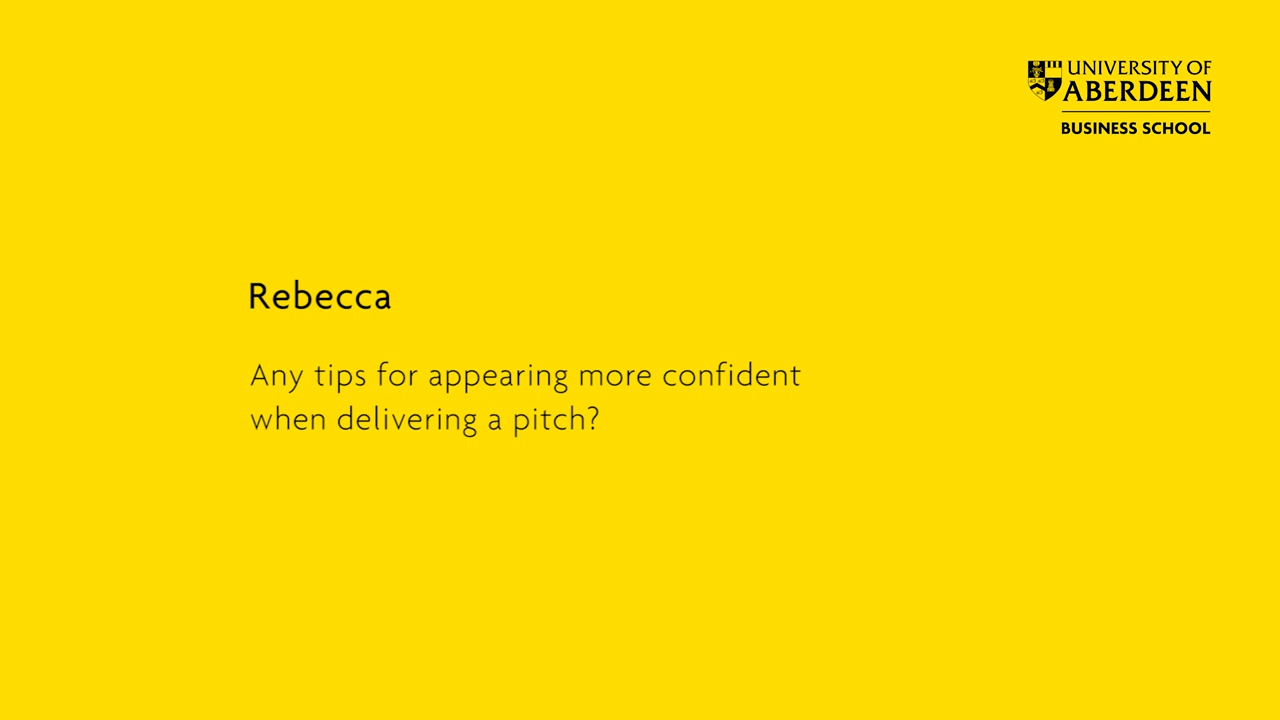 UNIVERSITY OF
ABERDEEN
BUSINESS SCHOOL
Rebecca
Any tips for appearing more confident
when delivering a pitch?